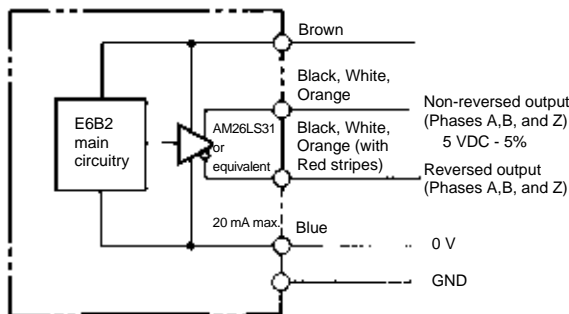 Brown
Black, White,
Orange
E6B2
main
circuitry
AM26LS31
or
equivalent
Black, White,
Orange (with
Red stripes)
Non-reversed output
(Phases A,B, and Z)
5 VDC - 5%
Reversed output
(Phases A,B, and Z)
20 mA max.
Blue
0 V
GND